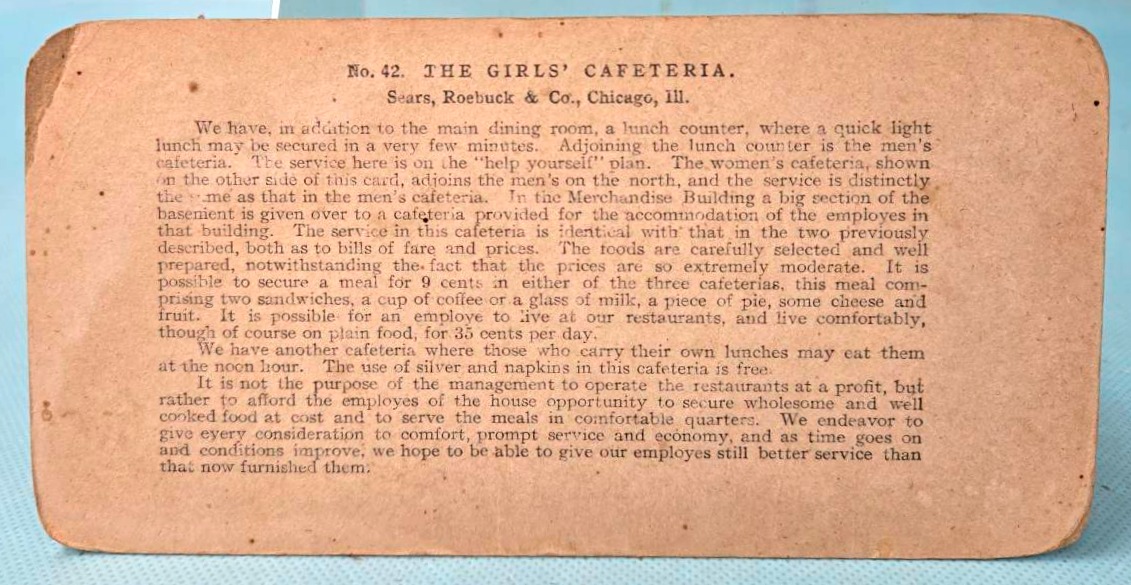 No. 42. THE GIRLS' CAFETERIA.
Sears, Roebuck & Co., Chicago, Ill.
We have, in addition to the main dining room, a lunch counter, where a quick light
lunch may be secured in a very few minutes. Adjoining the lunch counter is the men's
cafeteria. The service here is on the "help yourself" plan. The women's cafeteria, shown
on the other side of this card, adjoins the men's on the north, and the service is distinctly
the same as that in the men's cafeteria. In the Merchandise Building a big section of the
basement is given over to a cafeteria provided for the accommodation of the employes in
that building. The service in this cafeteria is identical with that in the two previously
described, both as to bills of fare and prices. The foods are carefully selected and well
prepared, notwithstanding the fact that the prices are so extremely moderate. It is
possible to secure a meal for 9 cents in either of the three cafeterias, this meal com-
prising two sandwiches, a cup of coffee or a glass of milk, a piece of pie, some cheese and
fruit. It is possible for an employe to live at our restaurants, and live comfortably,
though of course on plain food, for 35 cents per day.
We have another cafeteria where those who carry their own lunches may eat them
at the noon hour. The use of silver and napkins in this cafeteria is free.
It is not the purpose of the management to operate the restaurants at a profit, but
rather to afford the employes of the house opportunity to secure wholesome and well
cooked food at cost and to serve the meals in comfortable quarters. We endeavor to
give every consideration to comfort, prompt service and economy, and as time goes on
and conditions improve, we hope to be able to give our employes still better service than
that now furnished them.